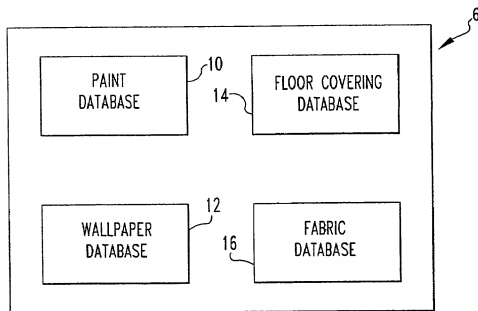 6
PAINT
DATABASE
10
FLOOR COVERING
DATABASE
14
WALLPAPER
DATABASE
12
FABRIC
DATABASE
16